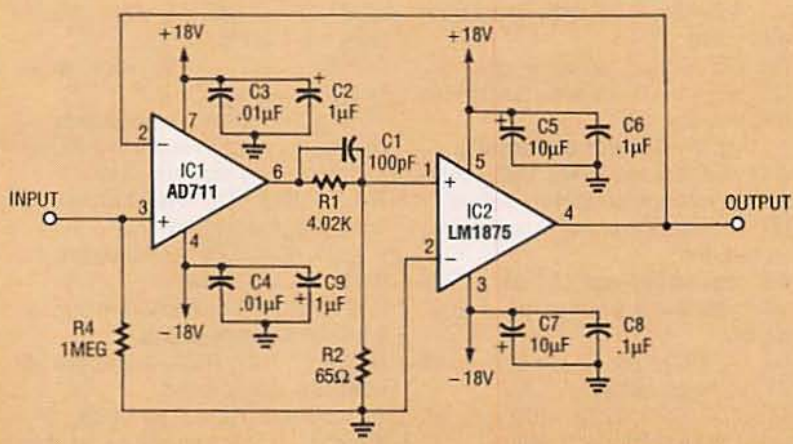 +18V
+18V
C3
.01µF
C2
1µF
+
7
2
−
IC1
AD711
6
C1
100pF
R1
4.02K
C5
10µF
+
C6
.1µF
5
1
+
INPUT
3
+
4
IC2
LM1875
4
OUTPUT
2
−
3
C4
.01µF
C9
1µF
+
−18V
R4
1MEG
R2
65Ω
C7
10µF
+
C8
.1µF
−18V